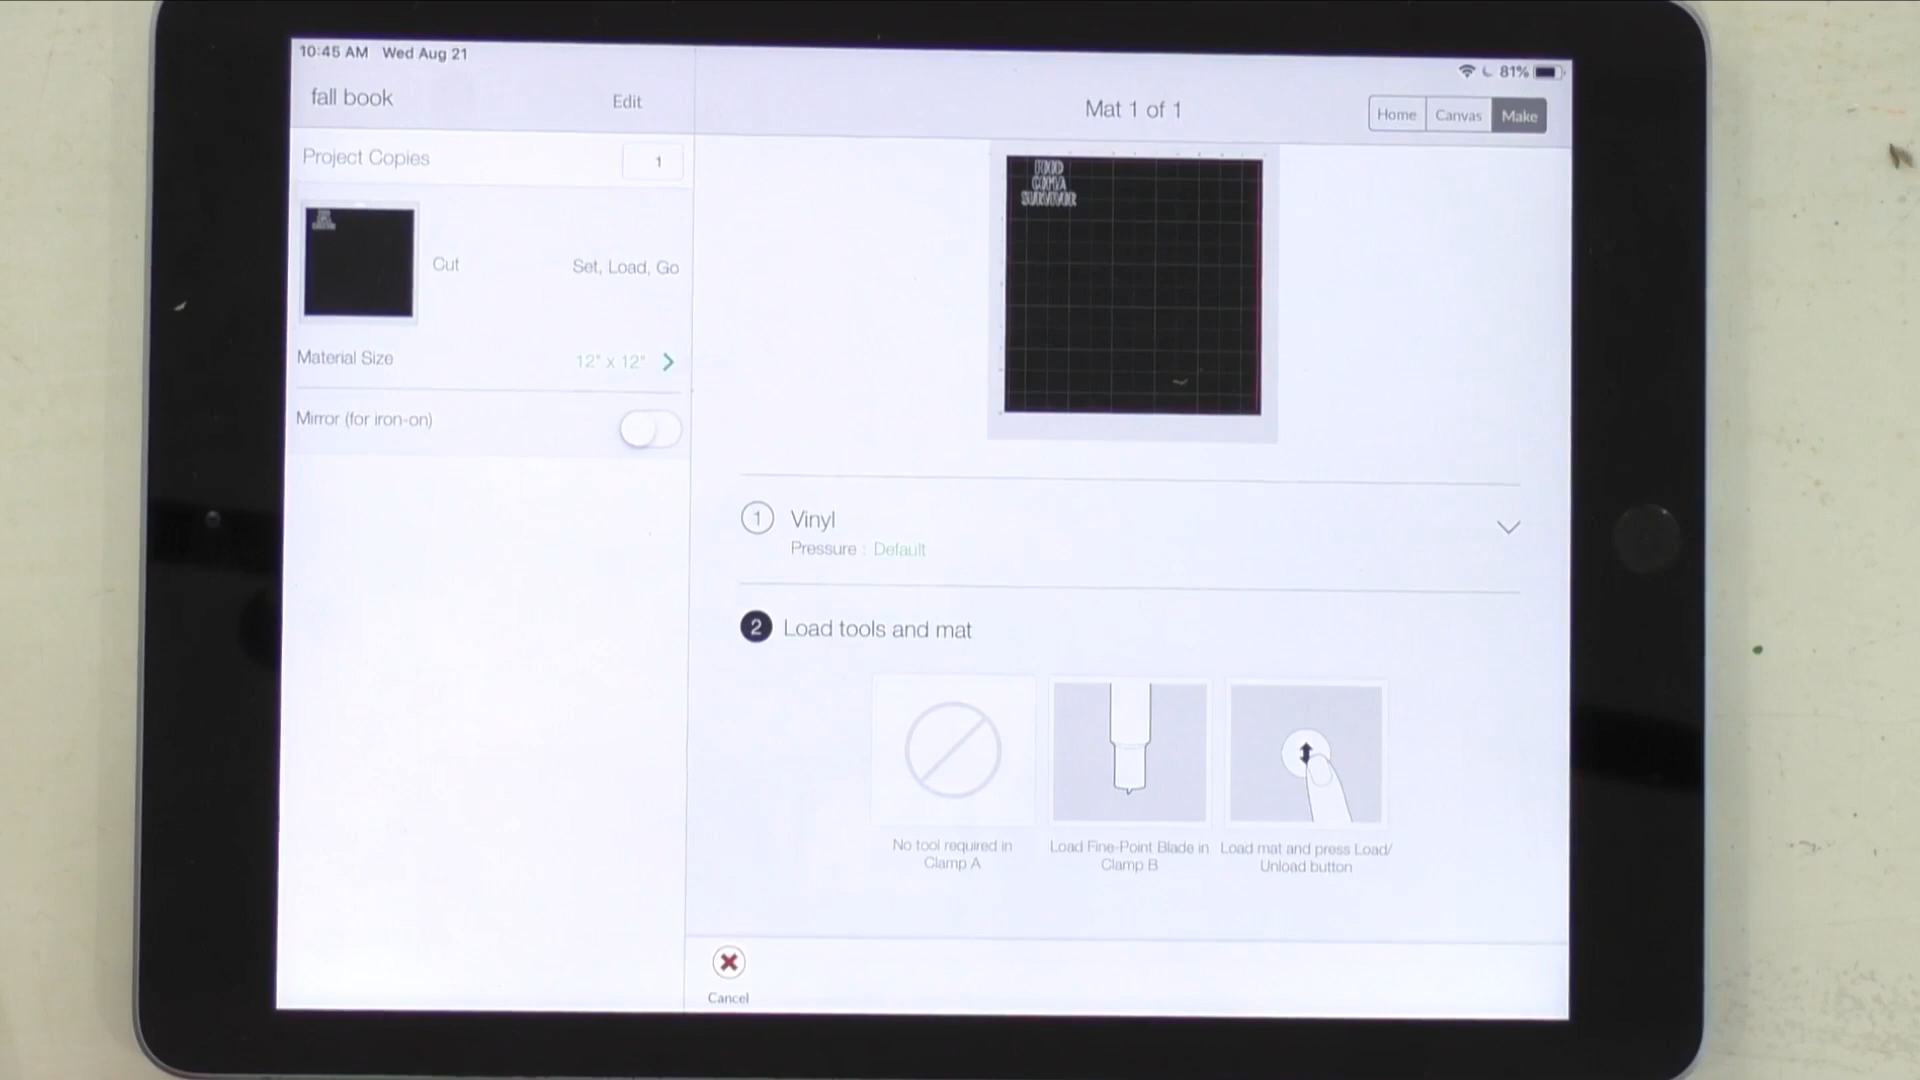 10:45 AM Wed Aug 21
81%
fall book
Edit
Mat 1 of 1
Home
Canvas
Make
Project Copies
1
FOOD
COMA
SURVIVOR
Cut
Set, Load, Go
Material Size
12" x 12"
Mirror (for iron-on)
1
Vinyl
Pressure : Default
2
Load tools and mat
No tool required in
Clamp A
Load Fine-Point Blade in
Clamp B
Load mat and press Load/
Unload button
Cancel